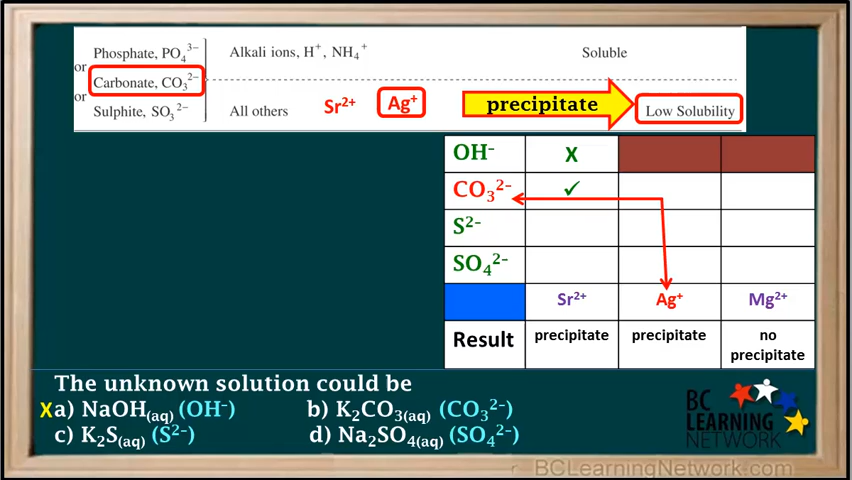 Phosphate, PO₄³⁻ Alkali ions, H⁺, NH₄⁺ Soluble
or
Carbonate, CO₃²⁻
or
Sulphite, SO₃²⁻ All others Sr²⁺ Ag⁺ precipitate Low Solubility
OH⁻ X
CO₃²⁻ ✓
S²⁻
SO₄²⁻
Sr²⁺ Ag⁺ Mg²⁺
Result precipitate precipitate no precipitate
The unknown solution could be
X a) NaOH(aq) (OH⁻) b) K₂CO₃(aq) (CO₃²⁻)
c) K₂S(aq) (S²⁻) d) Na₂SO₄(aq) (SO₄²⁻)
BC
LEARNING
NETWORK
BCLearningNetwork.com